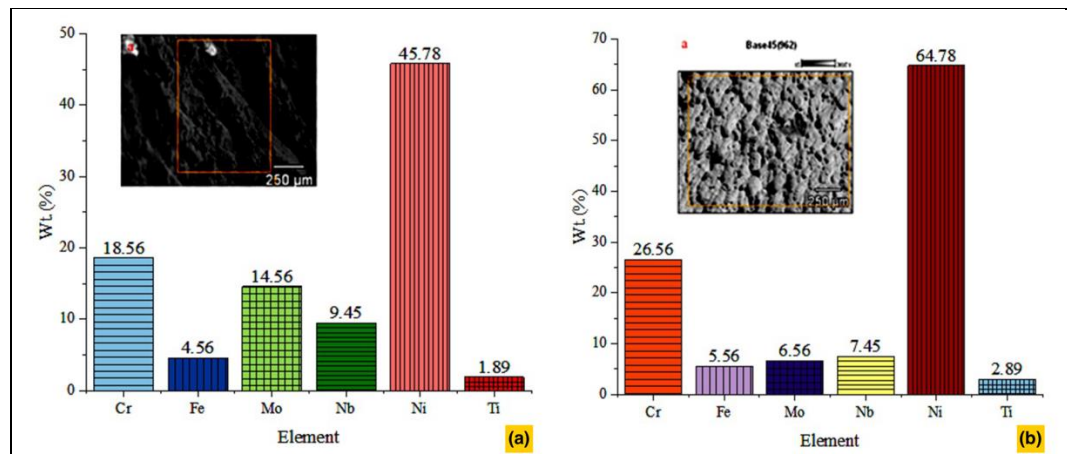 50
40
30
20
10
0
Wt.(%)
a
250 µm
18.56
4.56
14.56
9.45
45.78
1.89
Cr Fe Mo Nb Ni Ti
Element
(a)
70
60
50
40
30
20
10
0
Wt.(%)
a Base45(962)
250 µm
26.56
5.56
6.56
7.45
64.78
2.89
Cr Fe Mo Nb Ni Ti
Element
(b)